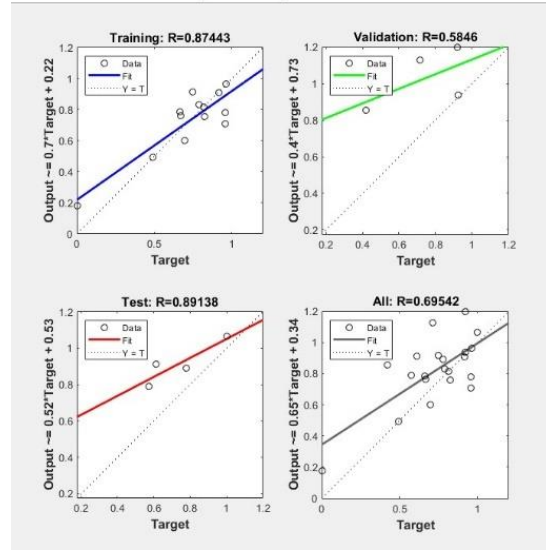 Training: R=0.87443
Output ~= 0.7*Target + 0.22
1.2
1
0.8
0.6
0.4
0.2
0
Data
Fit
Y = T
0
0.5
1
Target
Validation: R=0.5846
Output ~= 0.4*Target + 0.73
1.2
1
0.8
0.6
0.4
0.2
Data
Fit
Y = T
0.2
0.4
0.6
0.8
1
1.2
Target
Test: R=0.89138
Output ~= 0.52*Target + 0.53
1.2
1
0.8
0.6
0.4
0.2
Data
Fit
Y = T
0.2
0.4
0.6
0.8
1
1.2
Target
All: R=0.69542
Output ~= 0.65*Target + 0.34
1.2
1
0.8
0.6
0.4
0.2
0
Data
Fit
Y = T
0
0.5
1
Target